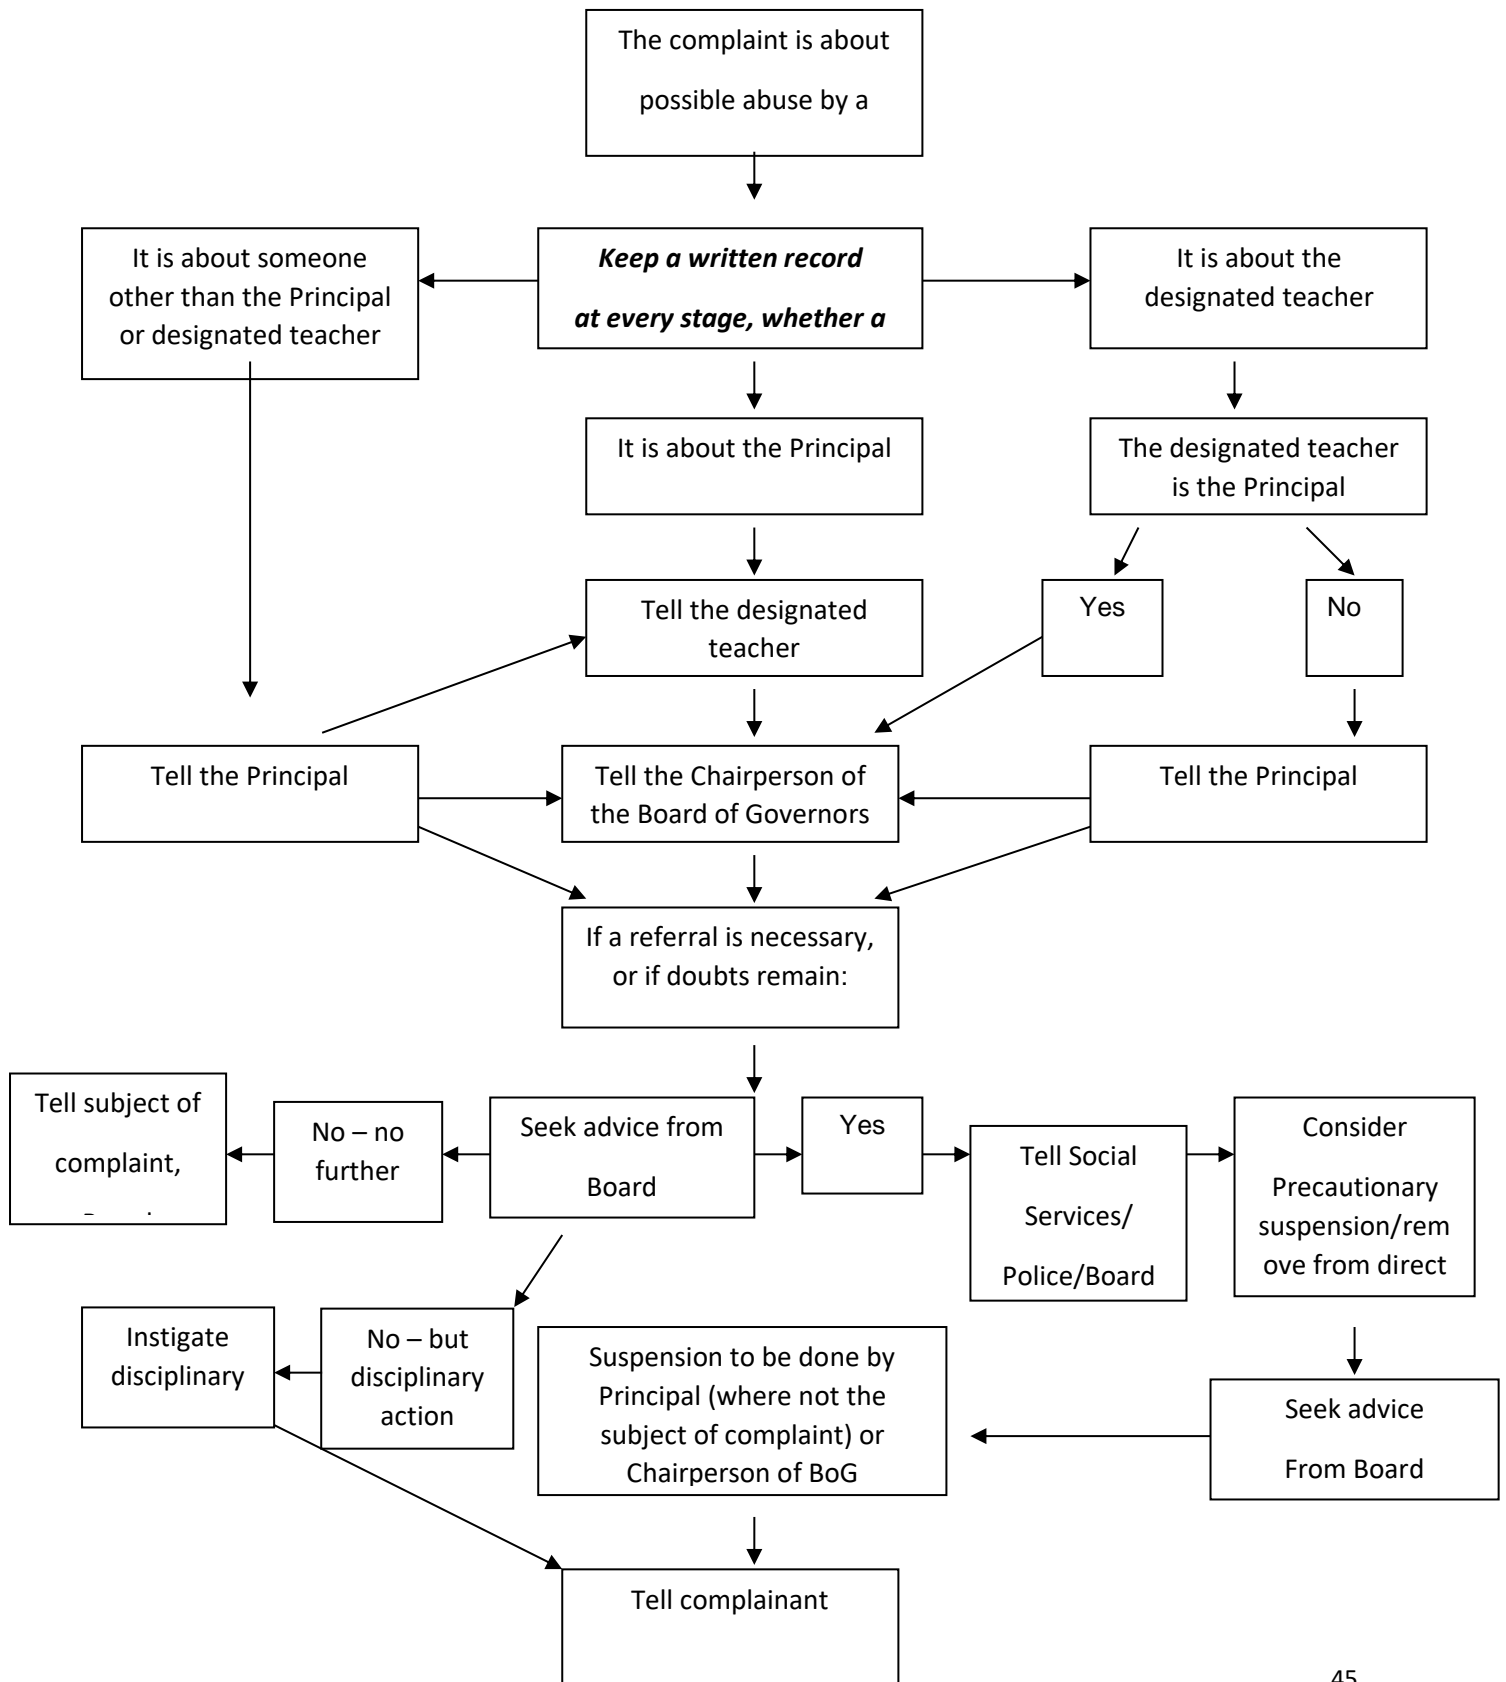 The complaint is about
possible abuse by a
It is about someone
other than the Principal
or designated teacher
Keep a written record
at every stage, whether a
It is about the
designated teacher
It is about the Principal
The designated teacher
is the Principal
Tell the designated
teacher
Yes
No
Tell the Principal
Tell the Chairperson of
the Board of Governors
Tell the Principal
If a referral is necessary,
or if doubts remain:
Tell subject of
complaint,
No – no
further
Seek advice from
Board
Yes
Tell Social
Services/
Police/Board
Consider
Precautionary
suspension/rem
ove from direct
Instigate
disciplinary
No – but
disciplinary
action
Suspension to be done by
Principal (where not the
subject of complaint) or
Chairperson of BoG
Seek advice
From Board
Tell complainant
45